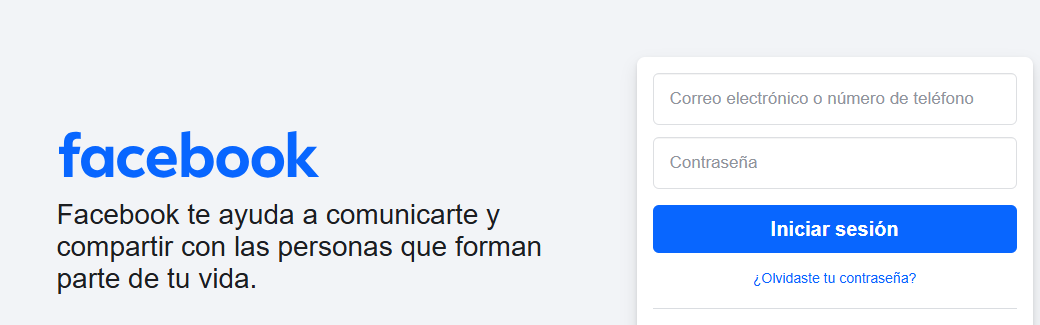 facebook
Facebook te ayuda a comunicarte y
compartir con las personas que forman
parte de tu vida.
Correo electrónico o número de teléfono
Contraseña
Iniciar sesión
¿Olvidaste tu contraseña?